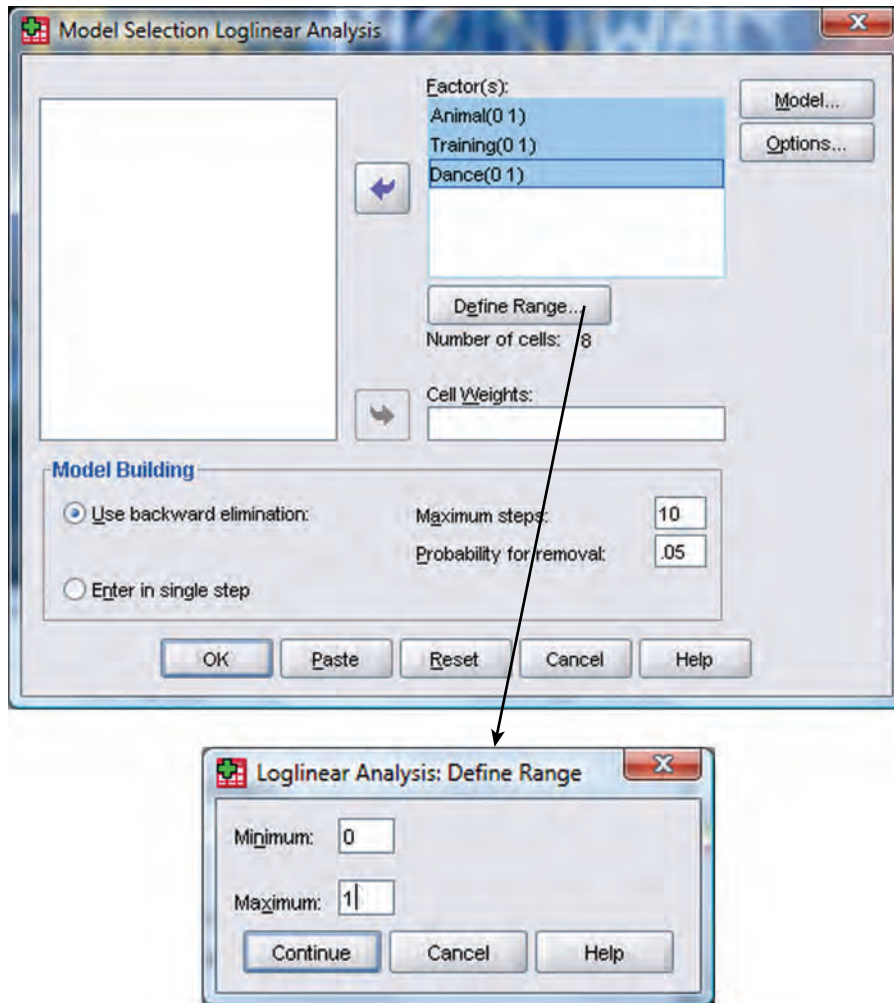 Model Selection Loglinear Analysis
Factor(s):
Animal(0 1)
Training(0 1)
Dance(0 1)
Model...
Options...
Define Range...
Number of cells: 8
Cell Weights:
Model Building
Use backward elimination:
Maximum steps: 10
Probability for removal: .05
Enter in single step
OK Paste Reset Cancel Help
Loglinear Analysis: Define Range
Minimum: 0
Maximum: 1
Continue Cancel Help